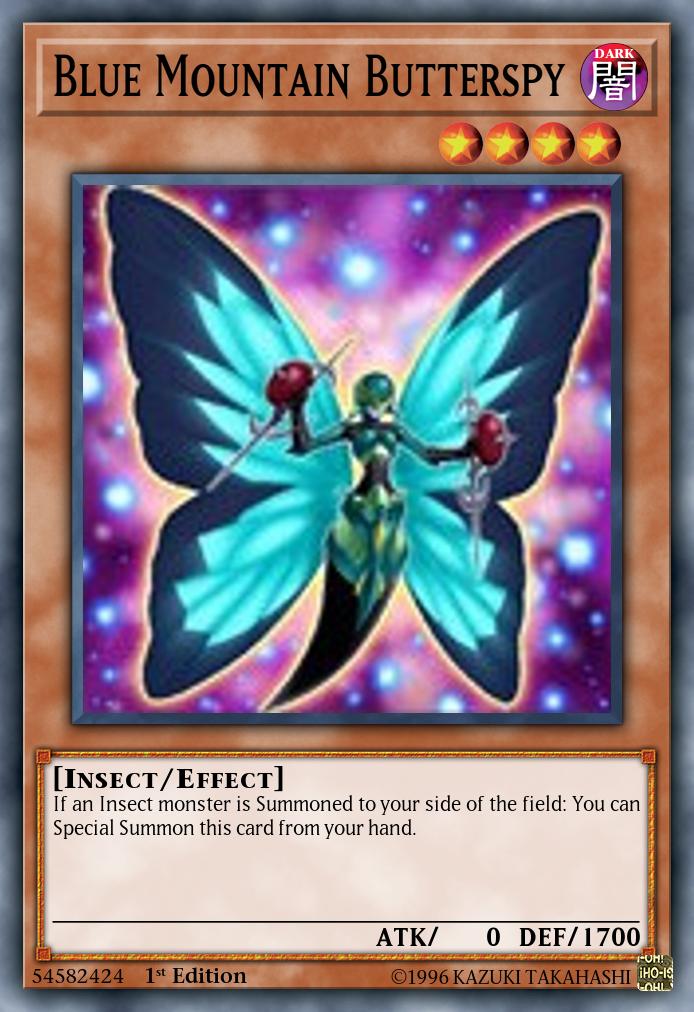 Blue Mountain Butterspy
DARK
闇
[Insect/Effect]
If an Insect monster is Summoned to your side of the field: You can
Special Summon this card from your hand.
ATK/ 0 DEF/1700
54582424 1st Edition ©1996 KAZUKI TAKAHASHI